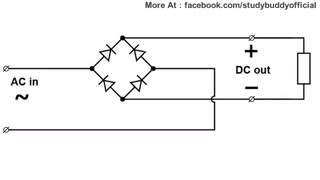 More At : facebook.com/studybuddyofficial
+
AC in
DC out
~
−